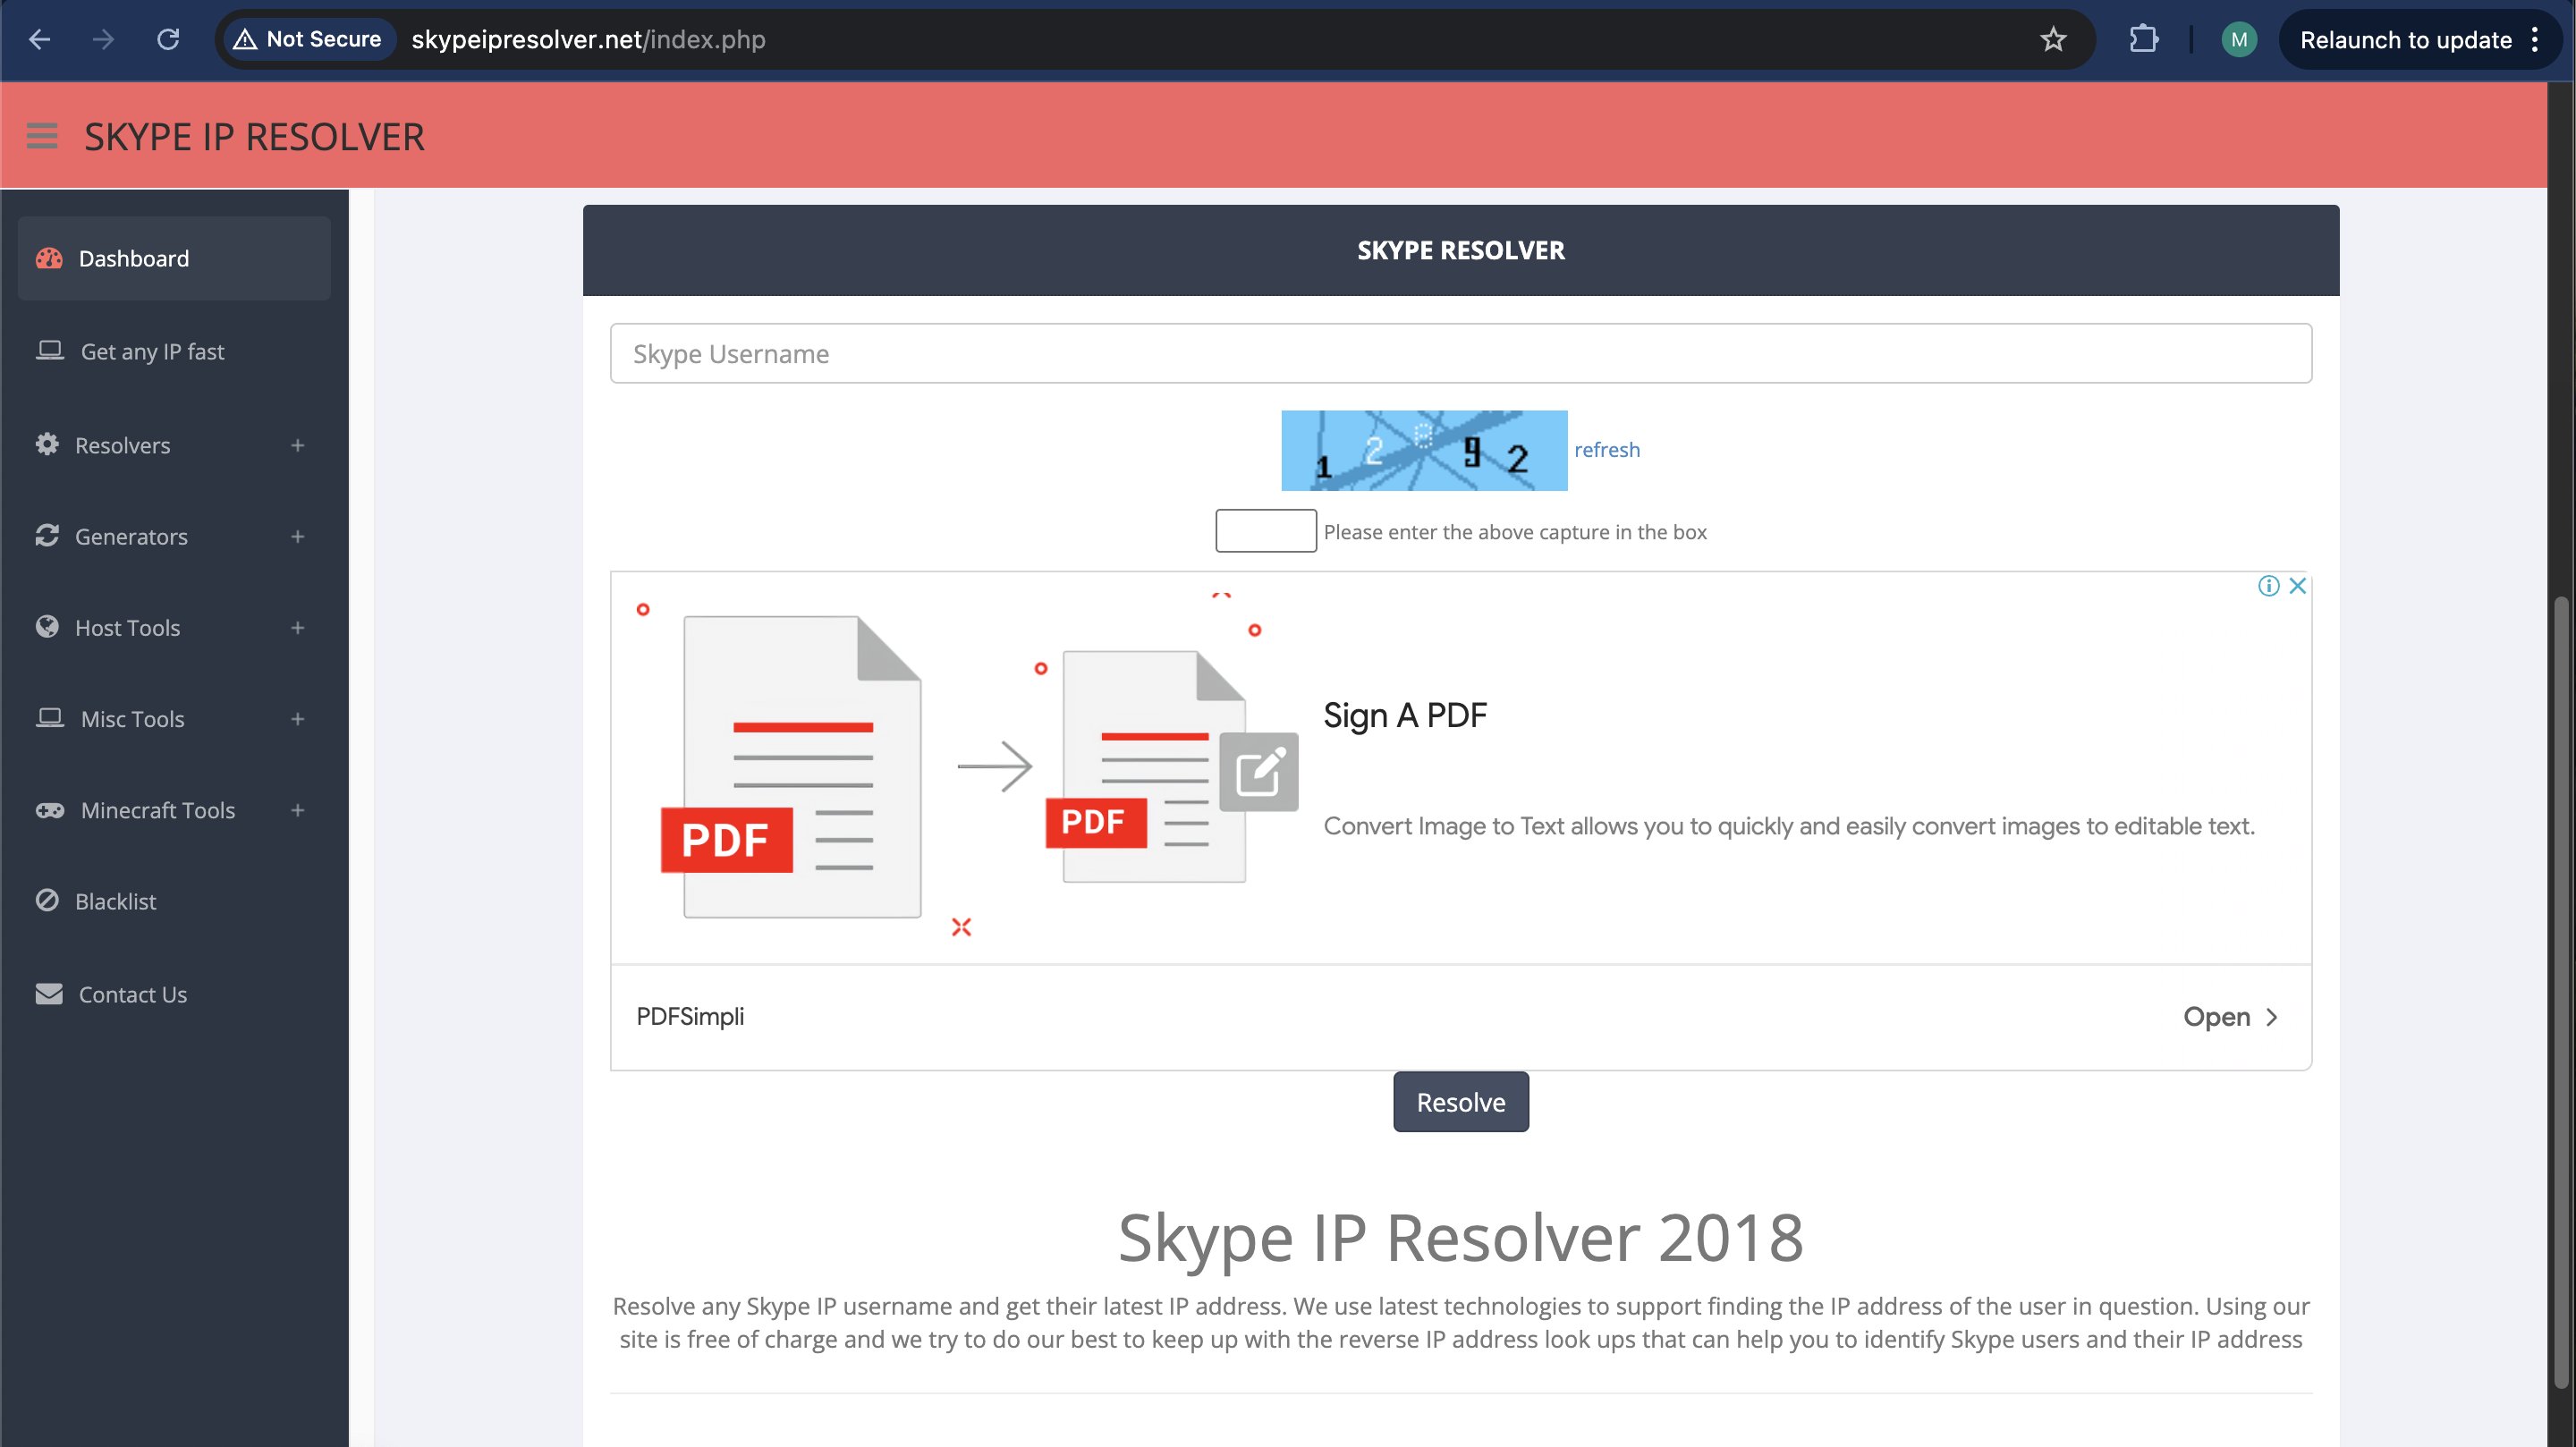 Not Secure skypeipresolver.net/index.php M Relaunch to update
SKYPE IP RESOLVER
Dashboard
Get any IP fast
Resolvers +
Generators +
Host Tools +
Misc Tools +
Minecraft Tools +
Blacklist
Contact Us
SKYPE RESOLVER
Skype Username
refresh
Please enter the above capture in the box
Sign A PDF
Convert Image to Text allows you to quickly and easily convert images to editable text.
PDF
PDF
PDFSimpli
Open
Resolve
Skype IP Resolver 2018
Resolve any Skype IP username and get their latest IP address. We use latest technologies to support finding the IP address of the user in question. Using our
site is free of charge and we try to do our best to keep up with the reverse IP address look ups that can help you to identify Skype users and their IP address